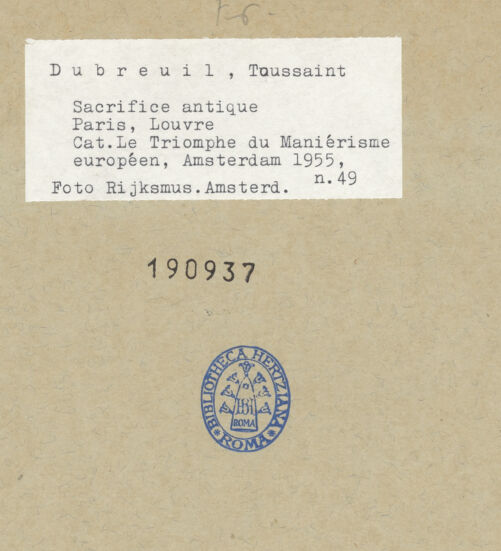 D u b r e u i l , Toussaint
Sacrifice antique
Paris, Louvre
Cat.Le Triomphe du Maniérisme
européen, Amsterdam 1955,
n.49
Foto Rijksmus.Amsterd.
190937
BIBLIOTHECA HERTZIANA
ROMA
ROMA